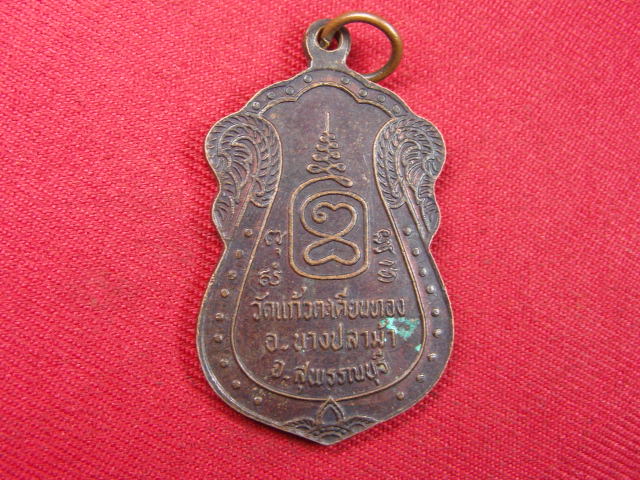 วัดแก้วตะเคียนทอง
อ. บางปลาม้า
จ. สุพรรณบุรี